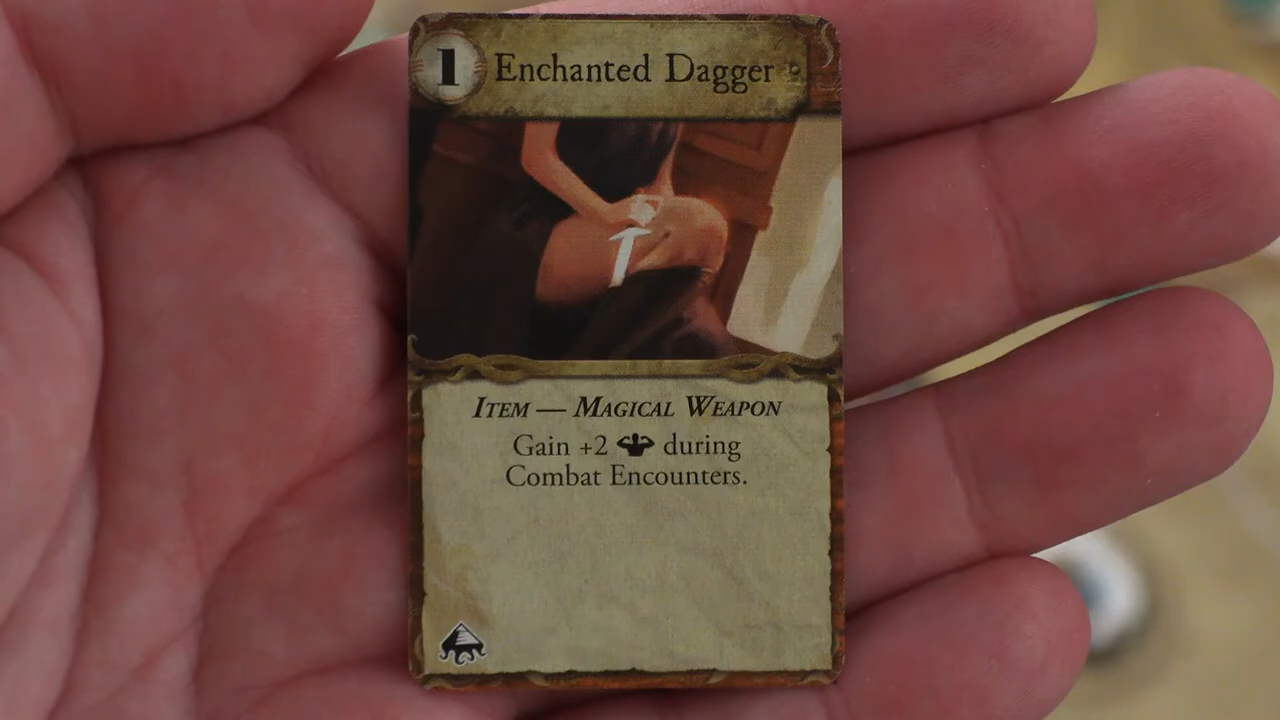 1 Enchanted Dagger
Item — Magical Weapon
Gain +2 during
Combat Encounters.